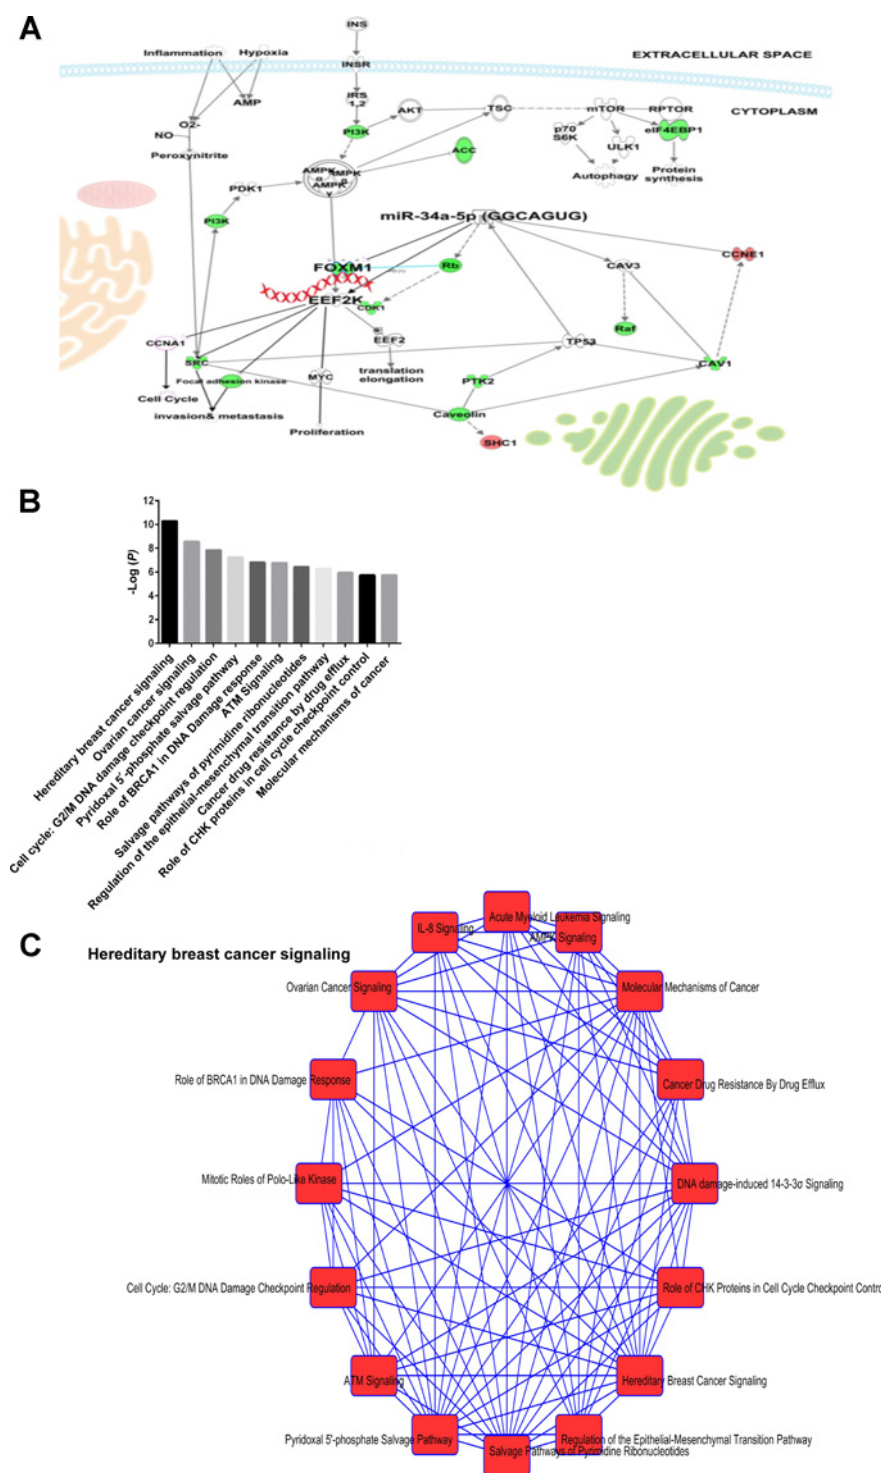 A
INS
Inflammation Hypoxia
EXTRACELLULAR SPACE
INSR
IRS
1,2
AMP
AKT
TSC
mTOR
RPTOR
CYTOPLASM
O2-
NO
PI3K
p70
S6K
eIF4EBP1
ULK1
Peroxynitrite
ACC
Autophagy
Protein
synthesis
AMPK
α
AMPK
β
AMPK
γ
PDK1
PI3K
miR-34a-5p (GGCAGUG)
CCNE1
FOXM1
Rb
CAV3
EEF2K
CDK1
Raf
CCNA1
EEF2
TP53
SRC
CAV1
translation
elongation
MYC
PTK2
Focal adhesion kinase
Cell Cycle
invasion& metastasis
Caveolin
Proliferation
SHC1
B
12
10
8
6
4
2
0
-Log (P)
Hereditary breast cancer signaling
Ovarian cancer signaling
Cell cycle: G2/M DNA damage checkpoint regulation
Pyridoxal 5′-phosphate salvage pathway
Role of BRCA1 in DNA Damage response
ATM Signaling
Salvage pathways of pyrimidine ribonucleotides
Regulation of the epithelial-mesenchymal transition pathway
Cancer drug resistance by drug efflux
Role of CHK proteins in cell cycle checkpoint control
Molecular mechanisms of cancer
C
Hereditary breast cancer signaling
Acute Myeloid Leukemia Signaling
IL-8 Signaling
AMPK Signaling
Ovarian Cancer Signaling
Molecular Mechanisms of Cancer
Role of BRCA1 in DNA Damage Response
Cancer Drug Resistance By Drug Efflux
Mitotic Roles of Polo-Like Kinase
DNA damage-induced 14-3-3σ Signaling
Cell Cycle: G2/M DNA Damage Checkpoint Regulation
Role of CHK Proteins in Cell Cycle Checkpoint Contro
ATM Signaling
Hereditary Breast Cancer Signaling
Pyridoxal 5'-phosphate Salvage Pathway
Regulation of the Epithelial-Mesenchymal Transition Pathway
Salvage Pathways of Pyrimidine Ribonucleotides